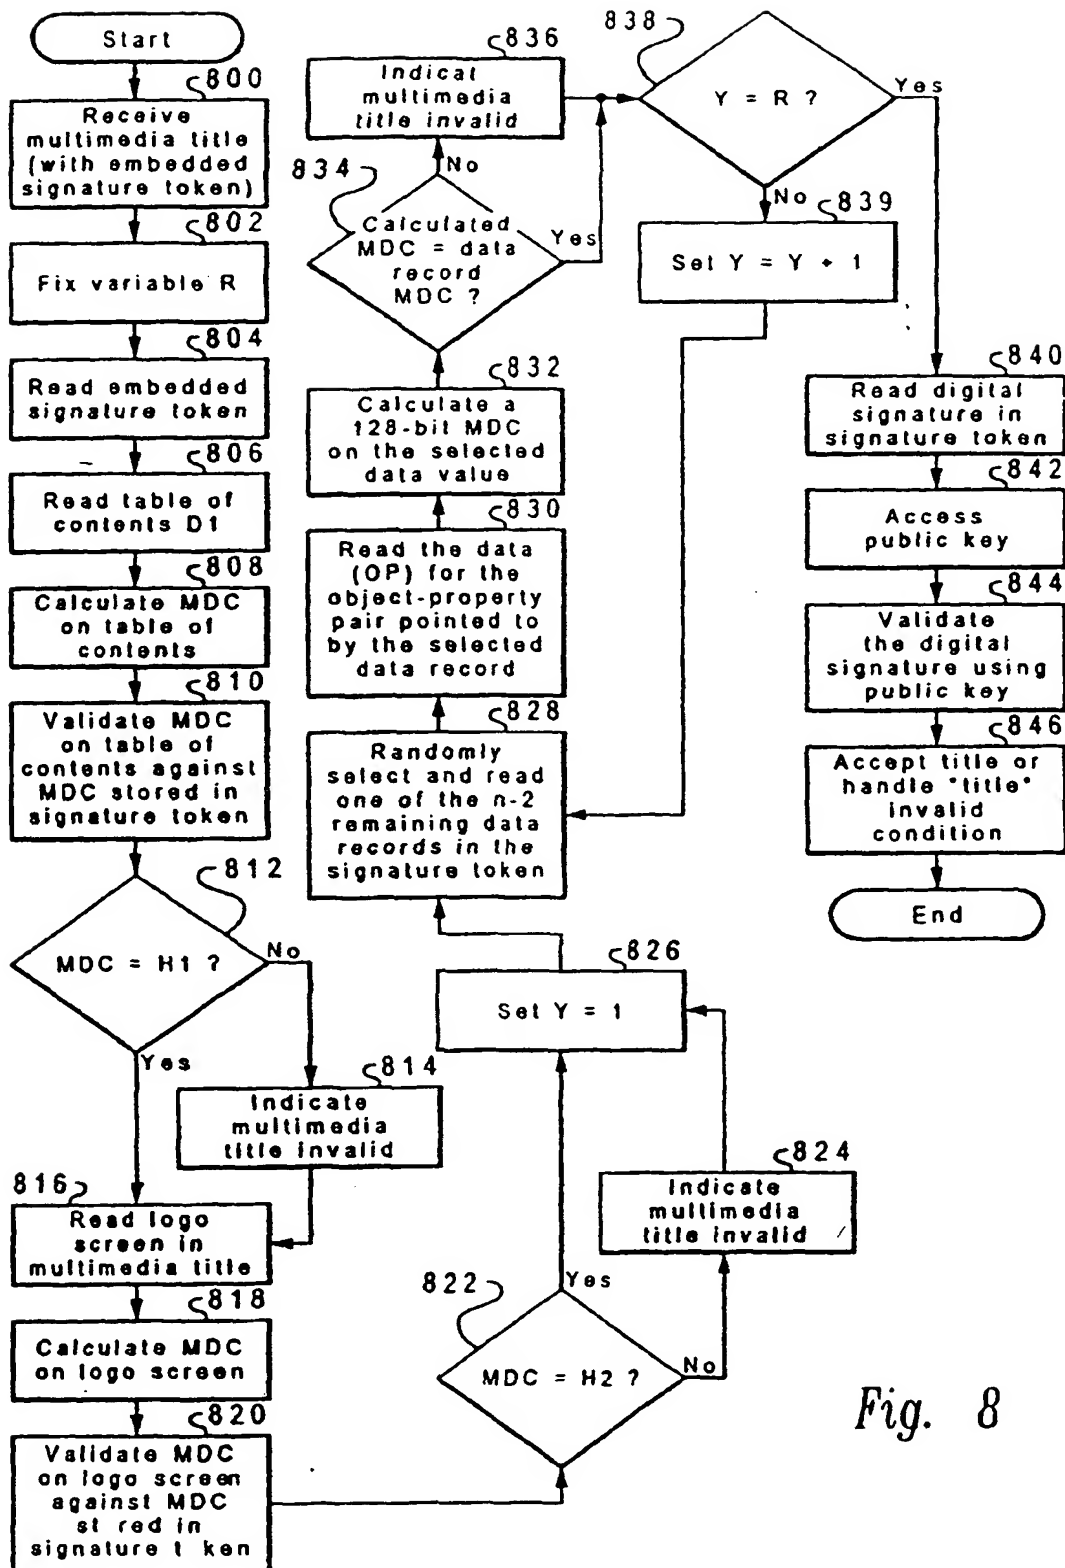 Start
800
Receive
multimedia title
(with embedded
signature token)
802
Fix variable R
804
Read embedded
signature token
806
Read table of
contents D1
808
Calculate MDC
on table of
contents
810
Validate MDC
on table of
contents against
MDC stored in
signature token
812
MDC = H1 ?
No
Yes
814
Indicate
multimedia
title invalid
816
Read logo
screen in
multimedia title
818
Calculate MDC
on logo screen
820
Validate MDC
on logo screen
against MDC
st red in
signature t ken
822
MDC = H2 ?
Yes
No
824
Indicate
multimedia
title invalid
826
Set Y = 1
828
Randomly
select and read
one of the n-2
remaining data
records in the
signature token
830
Read the data
(OP) for the
object-property
pair pointed to
by the selected
data record
832
Calculate a
128-bit MDC
on the selected
data value
834
Calculated
MDC = data
record
MDC ?
No
Yes
836
Indicat
multimedia
title invalid
838
Y = R ?
Yes
No
839
Set Y = Y + 1
840
Read digital
signature in
signature token
842
Access
public key
844
Validate
the digital
signature using
public key
846
Accept title or
handle "title"
invalid
condition
End
Fig. 8